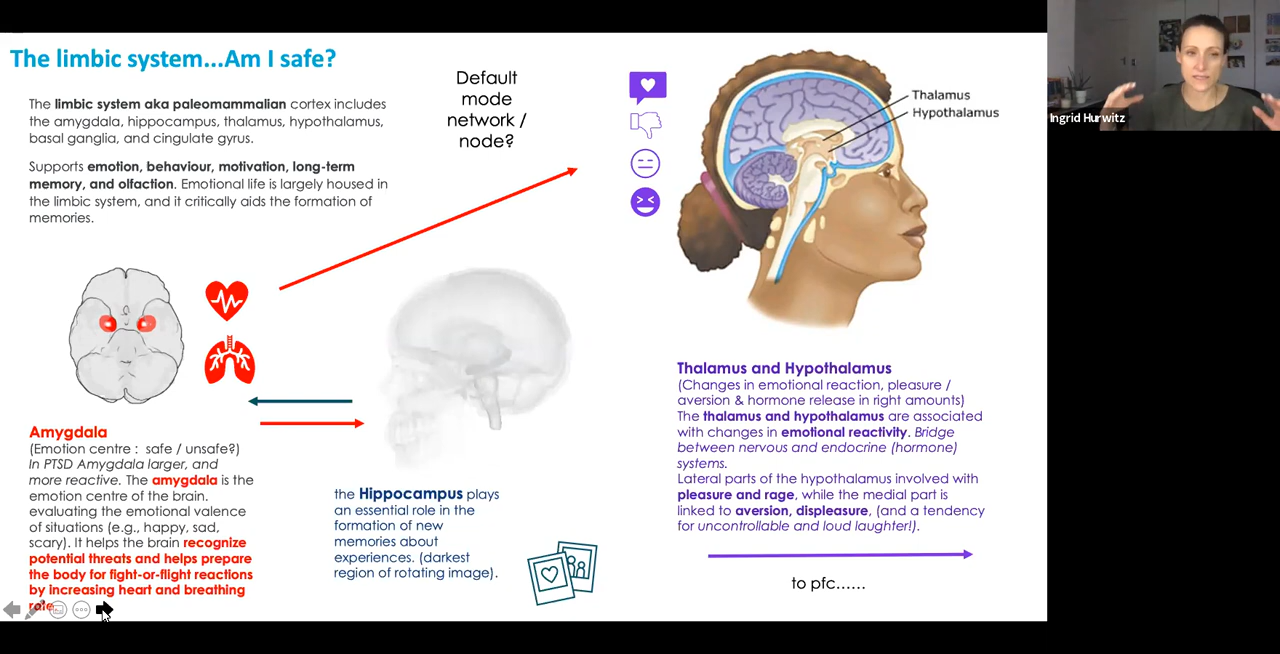 The limbic system...Am I safe?
The limbic system aka paleomammalian cortex includes
the amygdala, hippocampus, thalamus, hypothalamus,
basal ganglia, and cingulate gyrus.
Supports emotion, behaviour, motivation, long-term
memory, and olfaction. Emotional life is largely housed in
the limbic system, and it critically aids the formation of
memories.
Default
mode
network /
node?
Thalamus
Hypothalamus
Ingrid Hurwitz
Amygdala
(Emotion centre : safe / unsafe?)
In PTSD Amygdala larger, and
more reactive. The amygdala is the
emotion centre of the brain.
evaluating the emotional valence
of situations (e.g., happy, sad,
scary). It helps the brain recognize
potential threats and helps prepare
the body for fight-or-flight reactions
by increasing heart and breathing
rate.
the Hippocampus plays
an essential role in the
formation of new
memories about
experiences. (darkest
region of rotating image).
Thalamus and Hypothalamus
(Changes in emotional reaction, pleasure /
aversion & hormone release in right amounts)
The thalamus and hypothalamus are associated
with changes in emotional reactivity. Bridge
between nervous and endocrine (hormone)
systems.
Lateral parts of the hypothalamus involved with
pleasure and rage, while the medial part is
linked to aversion, displeasure, (and a tendency
for uncontrollable and loud laughter!).
to pfc......